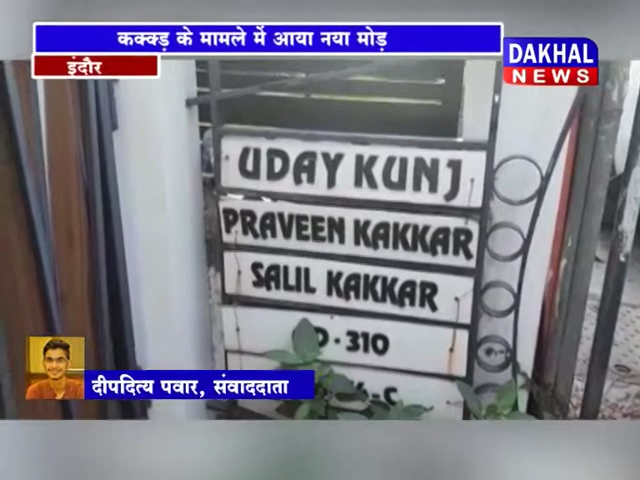 कक्कड़ के मामले में आया नया मोड़
इंदौर
DAKHAL
NEWS
UDAY KUNJ
PRAVEEN KAKKAR
SALIL KAKKAR
310
दीपदित्य पवार, संवाददाता